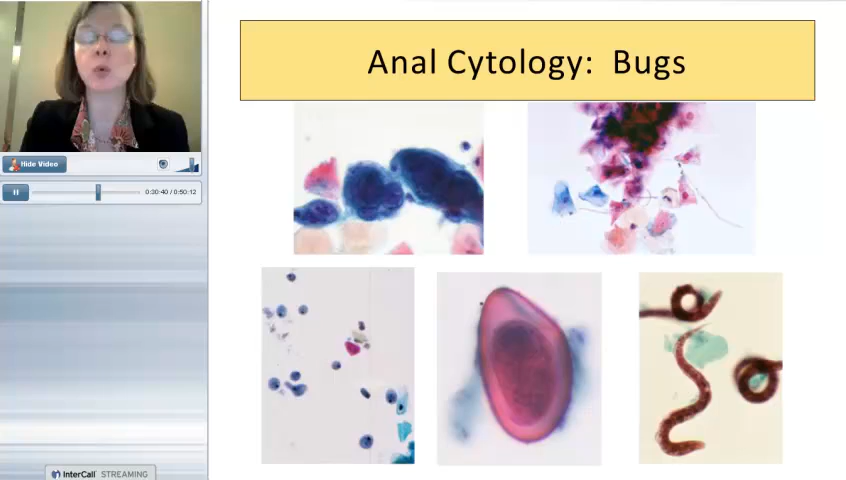 Anal Cytology: Bugs
Hide Video
0:30:40 / 0:50:12
InterCall STREAMING